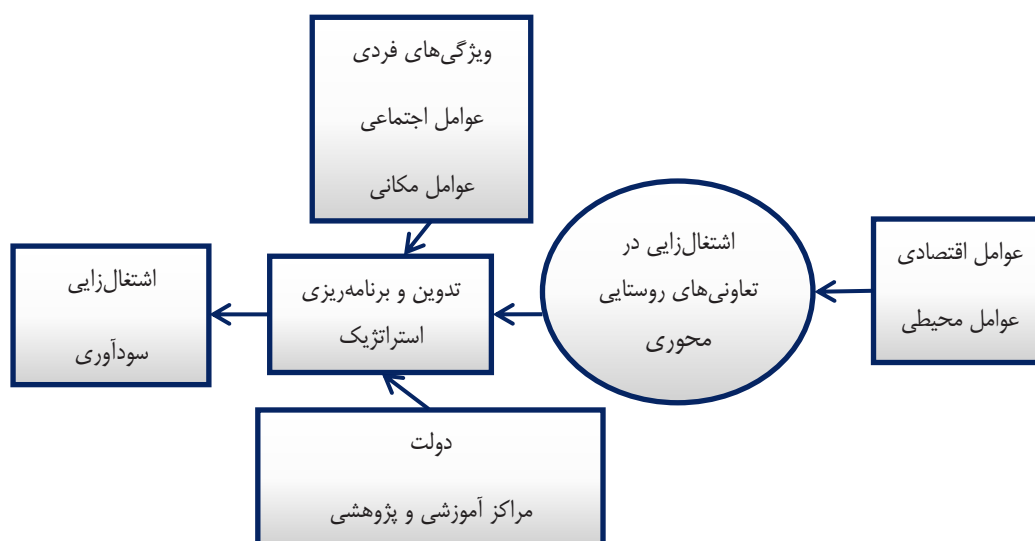 ویژگی‌های فردی
عوامل اجتماعی
عوامل مکانی
عوامل اقتصادی
عوامل محیطی
اشتغال‌زایی در
تعاونی‌های روستایی
محوری
تدوین و برنامه‌ریزی
استراتژیک
اشتغال‌زایی
سودآوری
دولت
مراکز آموزشی و پژوهشی